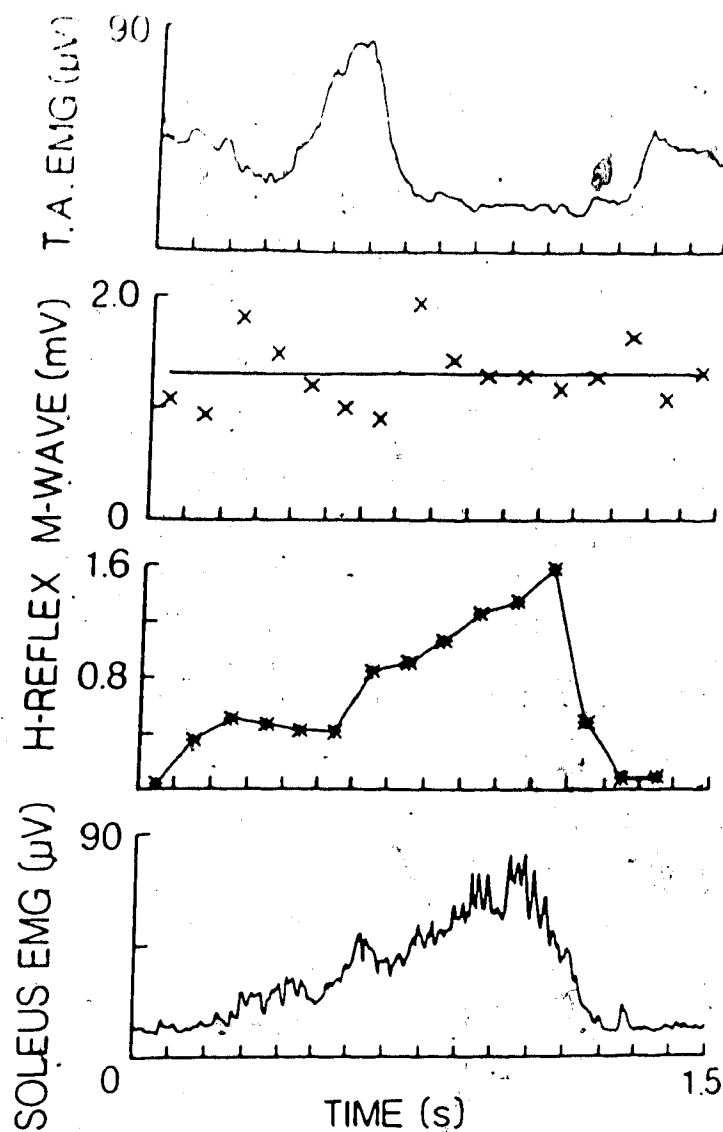 90
T.A. EMG (μV)
2.0
M-WAVE (mV)
0
1.6
H-REFLEX
0.8
90
SOLEUS EMG (μV)
0
1.5
TIME (s)